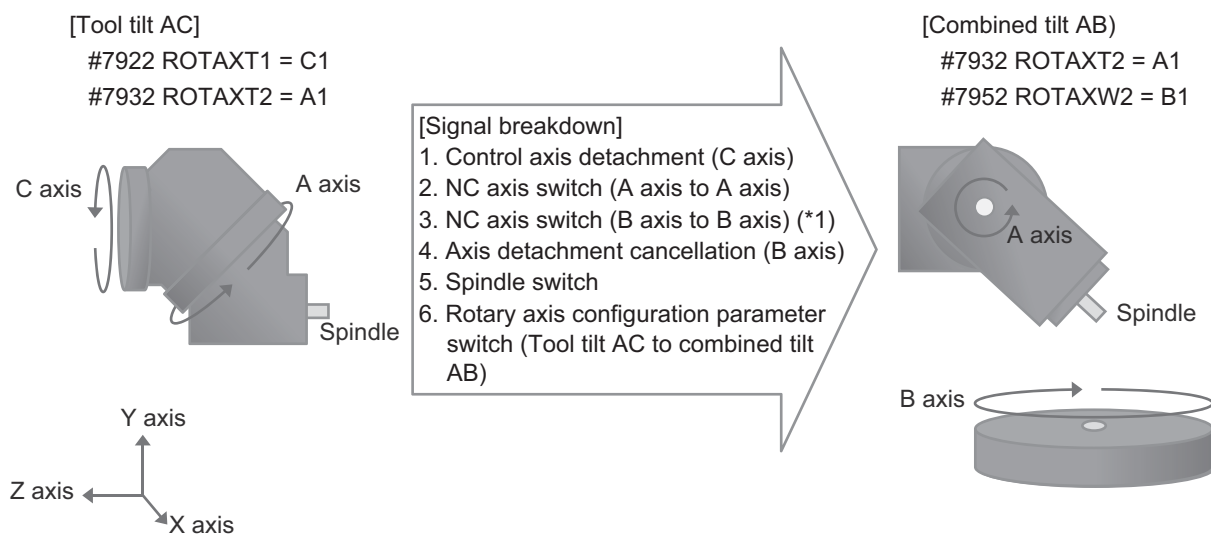 [Tool tilt AC]
#7922 ROTAXT1 = C1
#7932 ROTAXT2 = A1
C axis
A axis
Spindle
Y axis
Z axis
X axis
[Signal breakdown]
1. Control axis detachment (C axis)
2. NC axis switch (A axis to A axis)
3. NC axis switch (B axis to B axis) (*1)
4. Axis detachment cancellation (B axis)
5. Spindle switch
6. Rotary axis configuration parameter
switch (Tool tilt AC to combined tilt
AB)
[Combined tilt AB)
#7932 ROTAXT2 = A1
#7952 ROTAXW2 = B1
A axis
Spindle
B axis